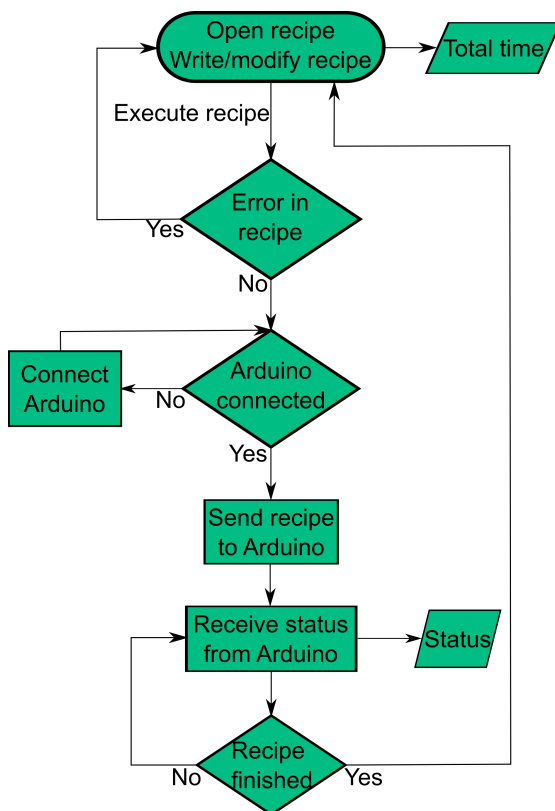 Open recipe
Write/modify recipe
Total time
Execute recipe
Error in
recipe
Yes
No
Connect
Arduino
Arduino
connected
No
Yes
Send recipe
to Arduino
Receive status
from Arduino
Status
Recipe
finished
No
Yes